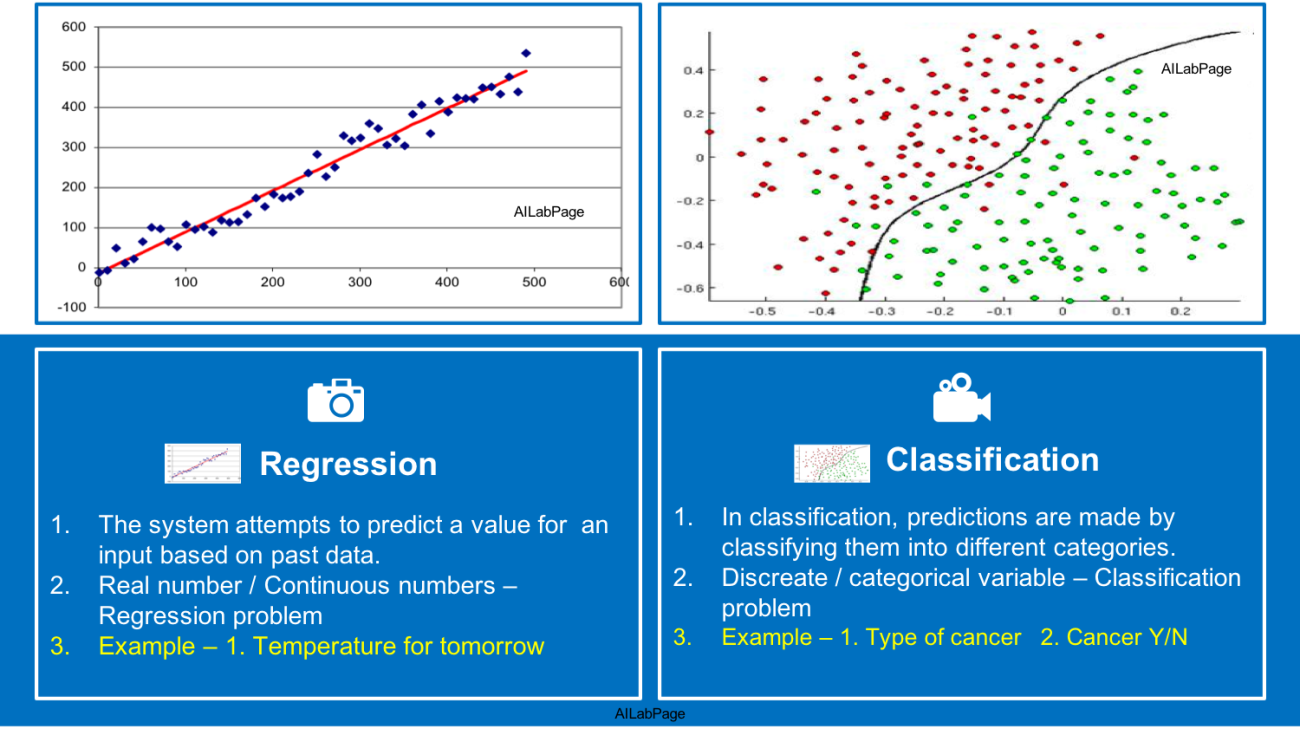 600
500
400
300
200
100
0
-100
0
100
200
300
400
500
600
AILabPage
0.4
0.2
0
-0.2
-0.4
-0.6
-0.5
-0.4
-0.3
-0.2
-0.1
0
0.1
0.2
AILabPage
Regression
1. The system attempts to predict a value for an
input based on past data.
2. Real number / Continuous numbers –
Regression problem
3. Example – 1. Temperature for tomorrow
Classification
1. In classification, predictions are made by
classifying them into different categories.
2. Discreate / categorical variable – Classification
problem
3. Example – 1. Type of cancer 2. Cancer Y/N
AILabPage